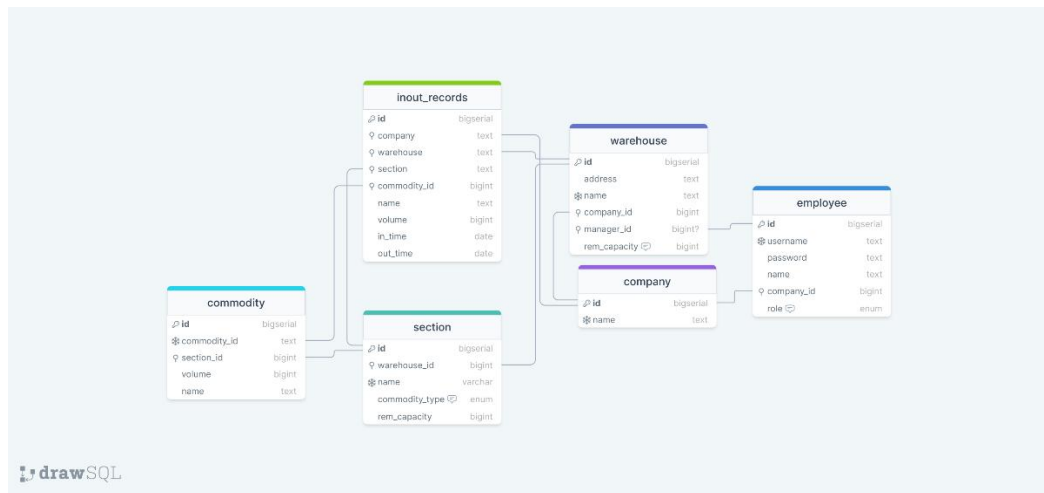 inout_records
id bigserial
company text
warehouse text
section text
commodity_id bigint
name text
volume bigint
in_time date
out_time date
warehouse
id bigserial
address text
name text
company_id bigint
manager_id bigint?
rem_capacity bigint
employee
id bigserial
username text
password text
name text
company_id bigint
role enum
company
id bigserial
name text
commodity
id bigserial
commodity_id text
section_id bigint
volume bigint
name text
section
id bigserial
warehouse_id bigint
name varchar
commodity_type enum
rem_capacity bigint
drawSQL